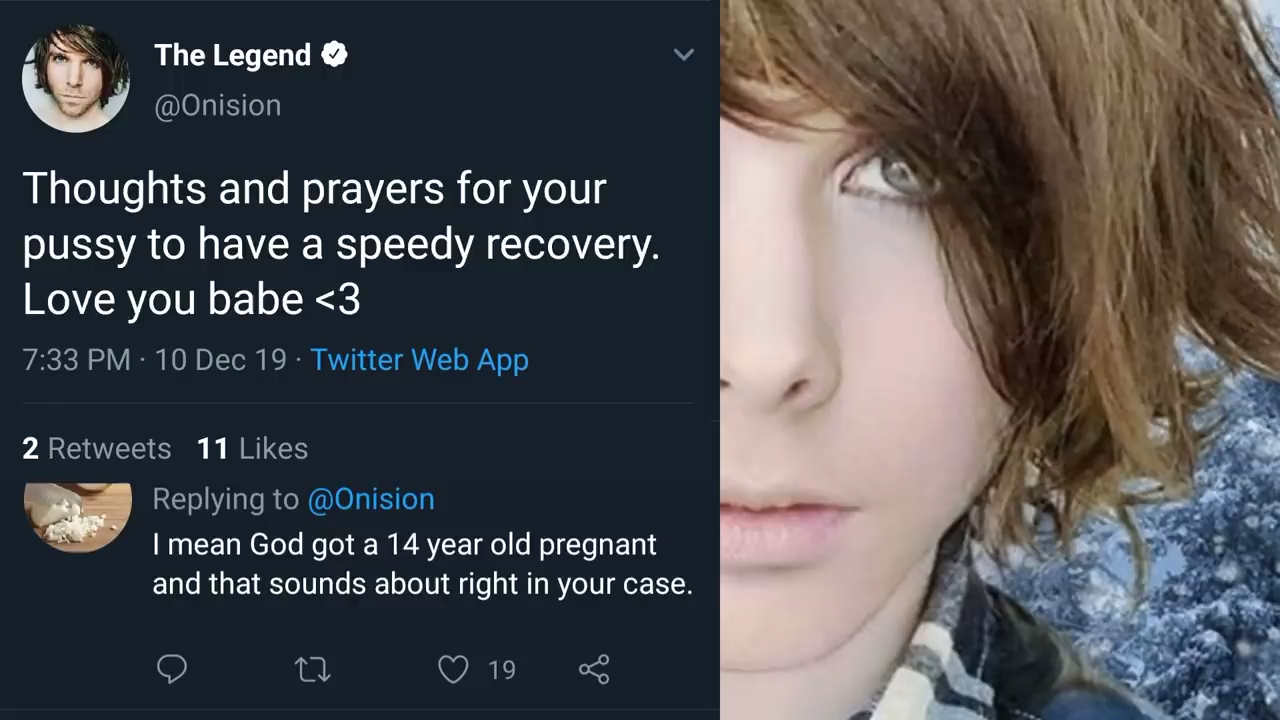 The Legend
@Onision
Thoughts and prayers for your
pussy to have a speedy recovery.
Love you babe <3
7:33 PM · 10 Dec 19 · Twitter Web App
2 Retweets 11 Likes
Replying to @Onision
I mean God got a 14 year old pregnant
and that sounds about right in your case.
19